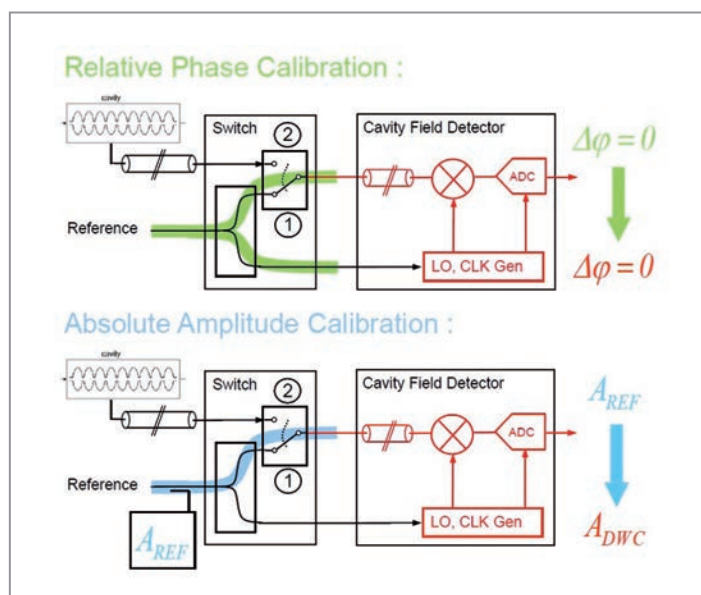 Relative Phase Calibration :
cavity
Switch
Cavity Field Detector
②
Δφ = 0
ADC
Reference
①
LO, CLK Gen
Δφ = 0
Absolute Amplitude Calibration :
cavity
Switch
Cavity Field Detector
②
A_REF
ADC
Reference
①
A_REF
LO, CLK Gen
A_DWC